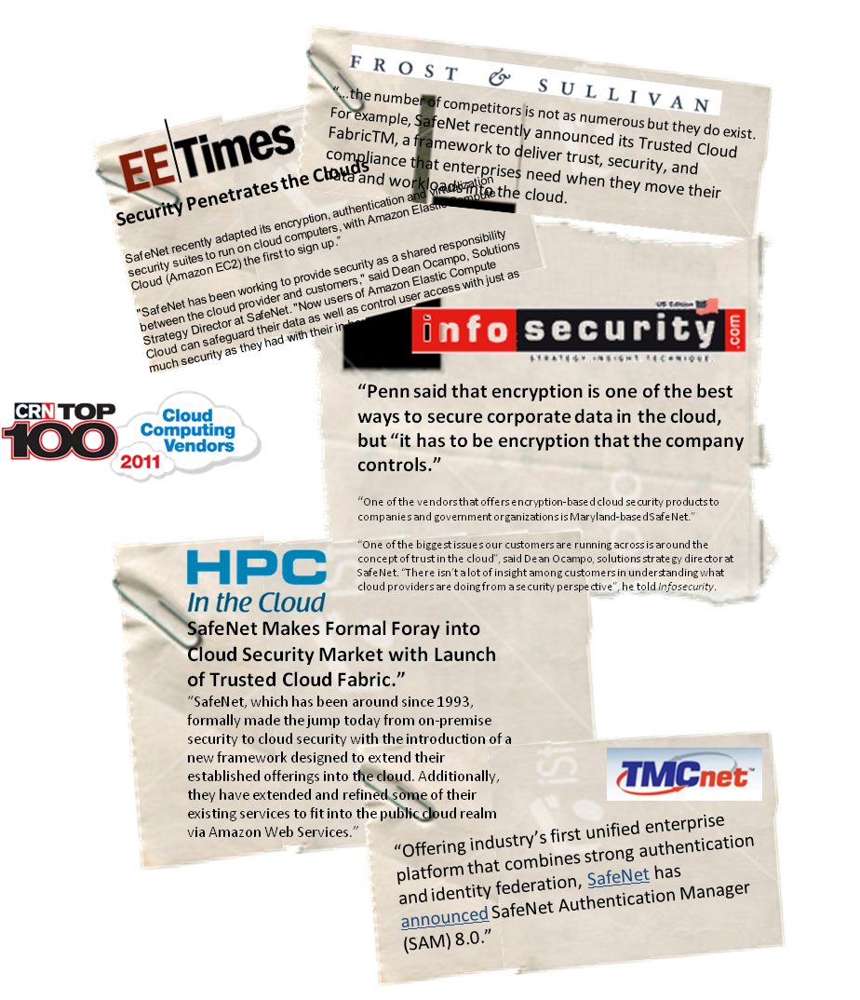 FROST & SULLIVAN
“…the number of competitors is not as numerous but they do exist.
For example, SafeNet recently announced its Trusted Cloud
FabricTM, a framework to deliver trust, security, and
compliance that enterprises need when they move their
data and workloads into the cloud.
EE Times
Security Penetrates the Clouds
SafeNet recently adapted its encryption, authentication and virtualization
security suites to run on cloud computers, with Amazon Elastic Compute
Cloud (Amazon EC2) the first to sign up.”
"SafeNet has been working to provide security as a shared responsibility
between the cloud provider and customers," said Dean Ocampo, Solutions
Strategy Director at SafeNet. "Now users of Amazon Elastic Compute
Cloud can safeguard their data as well as control user access with just as
much security as they had with their
US Edition
info security .com
STRATEGY. INSIGHT. TECHNIQUE.
“Penn said that encryption is one of the best
ways to secure corporate data in the cloud,
but “it has to be encryption that the company
controls.”
“One of the vendors that offers encryption-based cloud security products to
companies and government organizations is Maryland-based SafeNet.”
“One of the biggest issues our customers are running across is around the
concept of trust in the cloud”, said Dean Ocampo, solutions strategy director at
SafeNet. “There isn’t a lot of insight among customers in understanding what
cloud providers are doing from a security perspective”, he told Infosecurity.
CRN TOP
100
Cloud
Computing
Vendors
2011
HPC
In the Cloud
SafeNet Makes Formal Foray into
Cloud Security Market with Launch
of Trusted Cloud Fabric.”
“SafeNet, which has been around since 1993,
formally made the jump today from on-premise
security to cloud security with the introduction of a
new framework designed to extend their
established offerings into the cloud. Additionally,
they have extended and refined some of their
existing services to fit into the public cloud realm
via Amazon Web Services.”
TMCnet™
“Offering industry’s first unified enterprise
platform that combines strong authentication
and identity federation, SafeNet has
announced SafeNet Authentication Manager
(SAM) 8.0.”